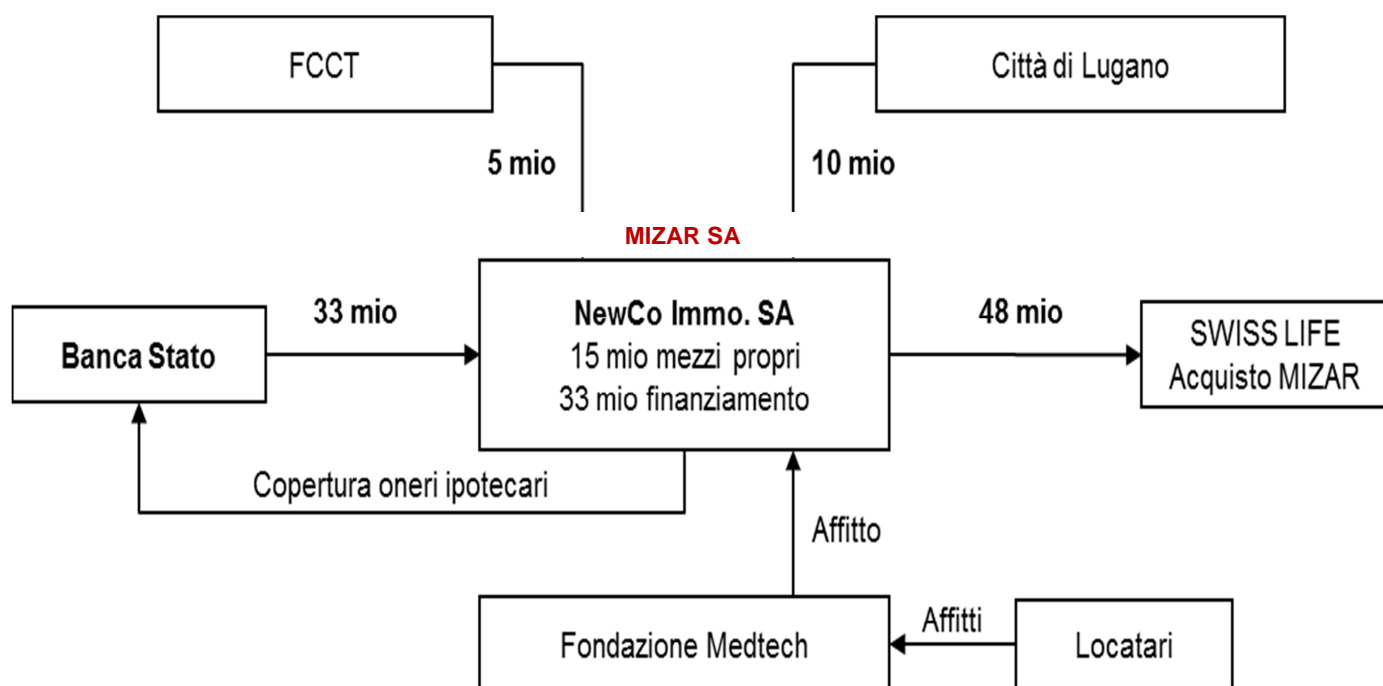 FCCT
Città di Lugano
5 mio
10 mio
MIZAR SA
33 mio
NewCo Immo. SA
15 mio mezzi propri
33 mio finanziamento
48 mio
Banca Stato
SWISS LIFE
Acquisto MIZAR
Copertura oneri ipotecari
Affitto
Fondazione Medtech
Affitti
Locatari